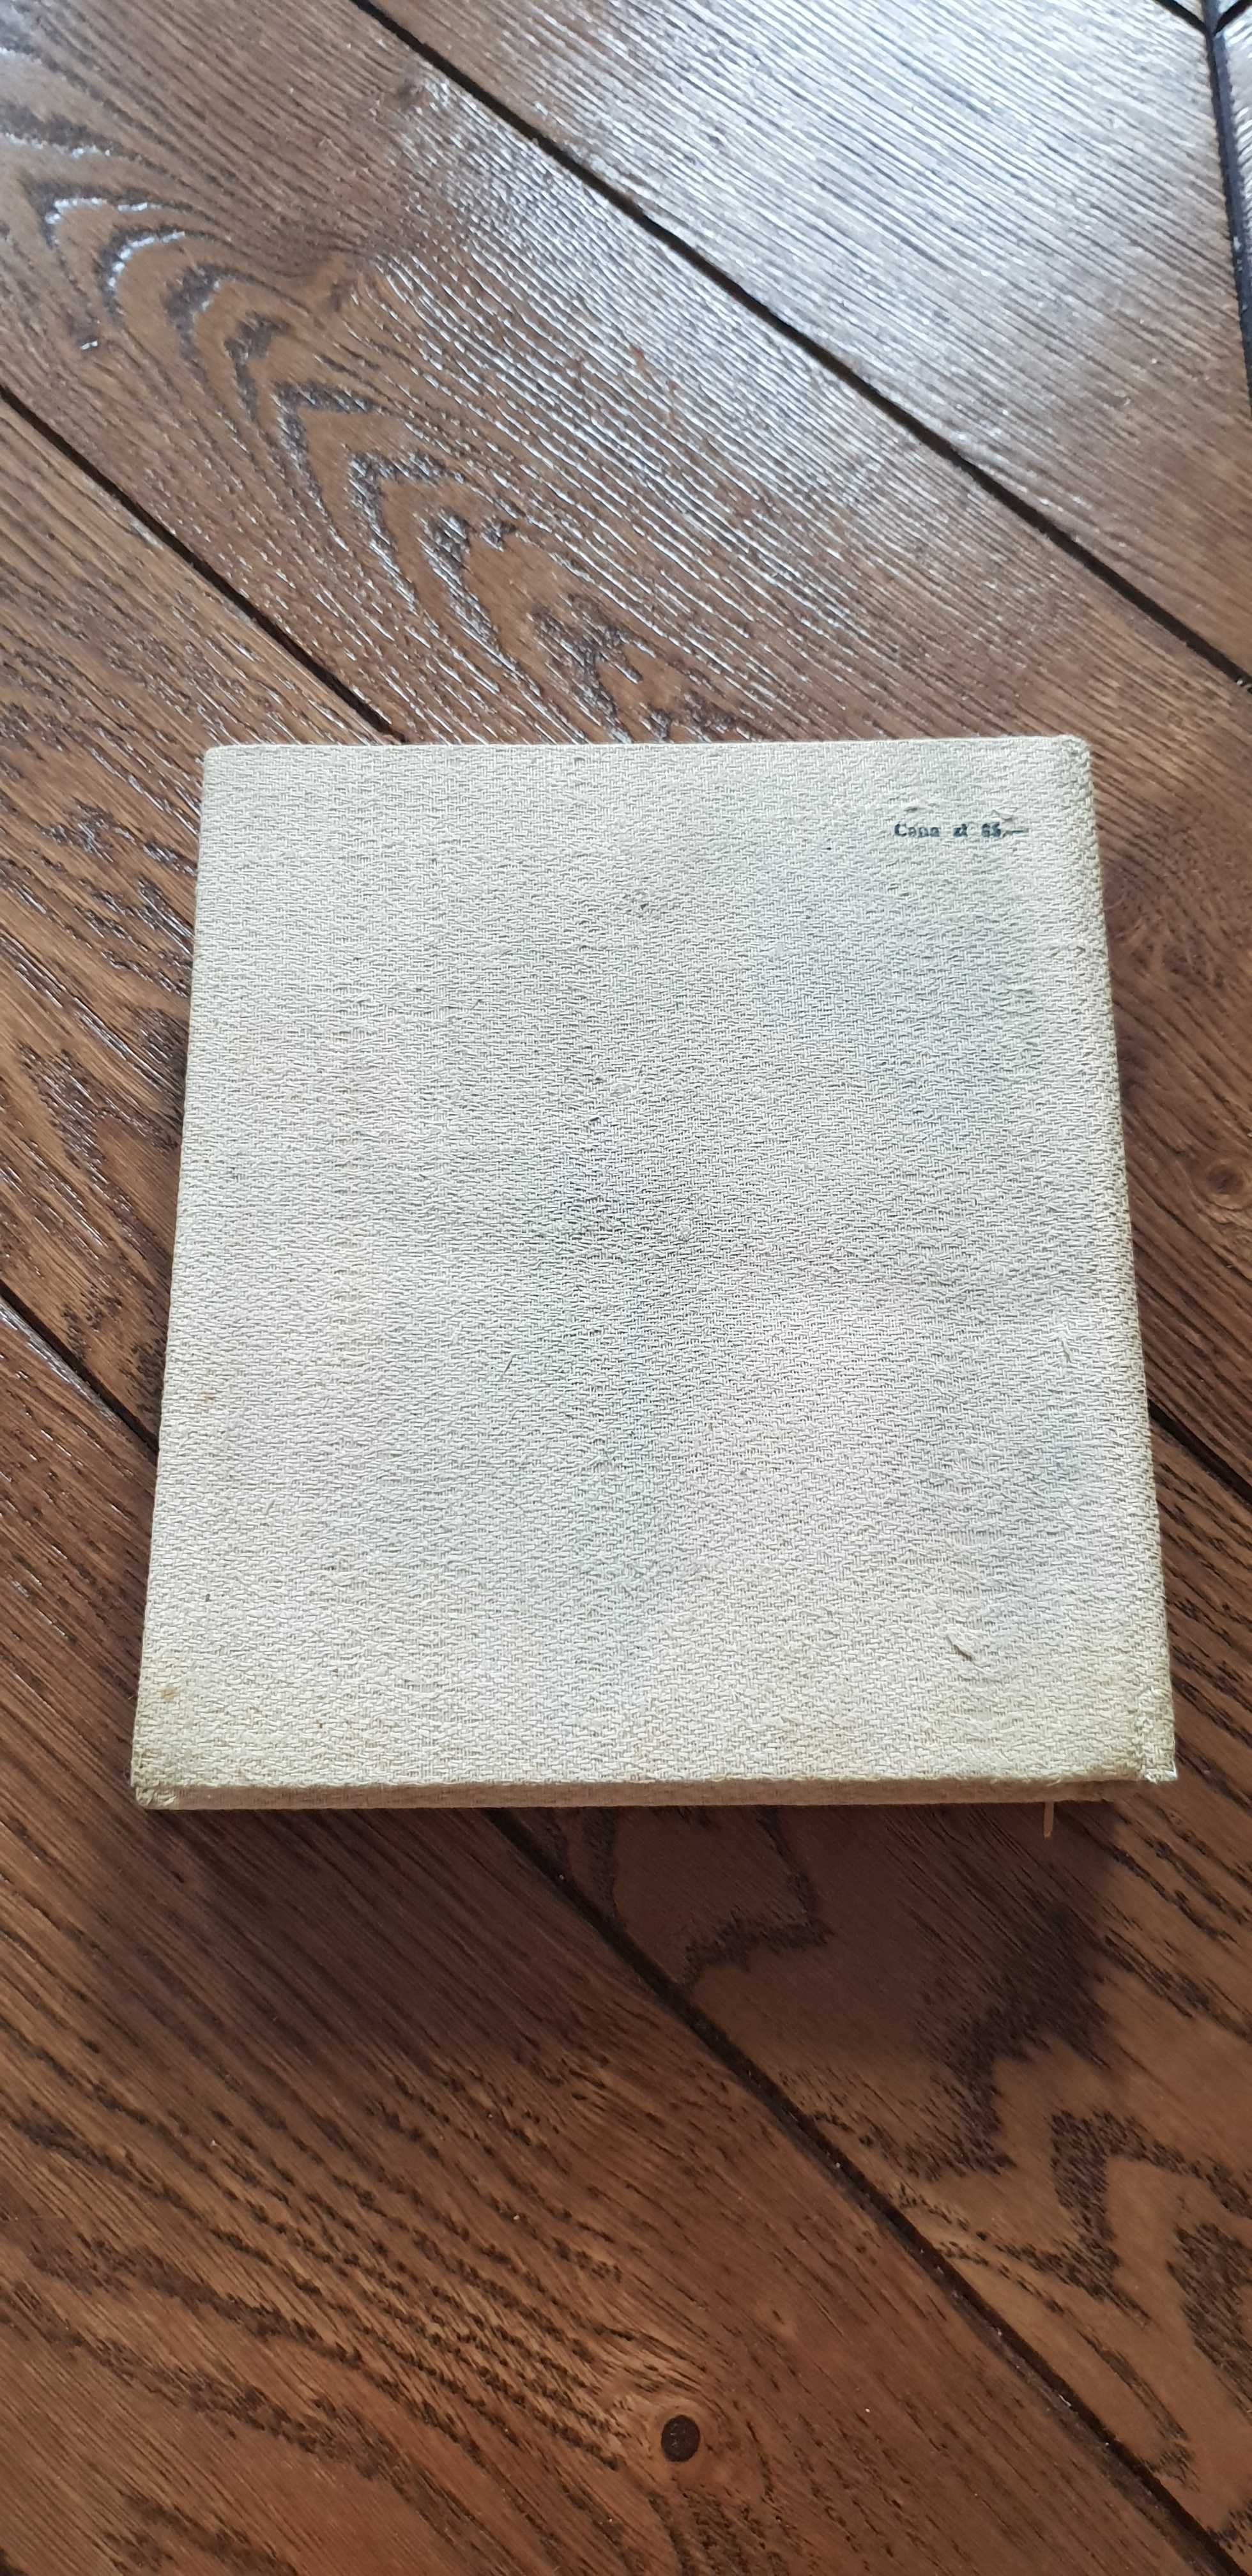 Cena zł 65,—